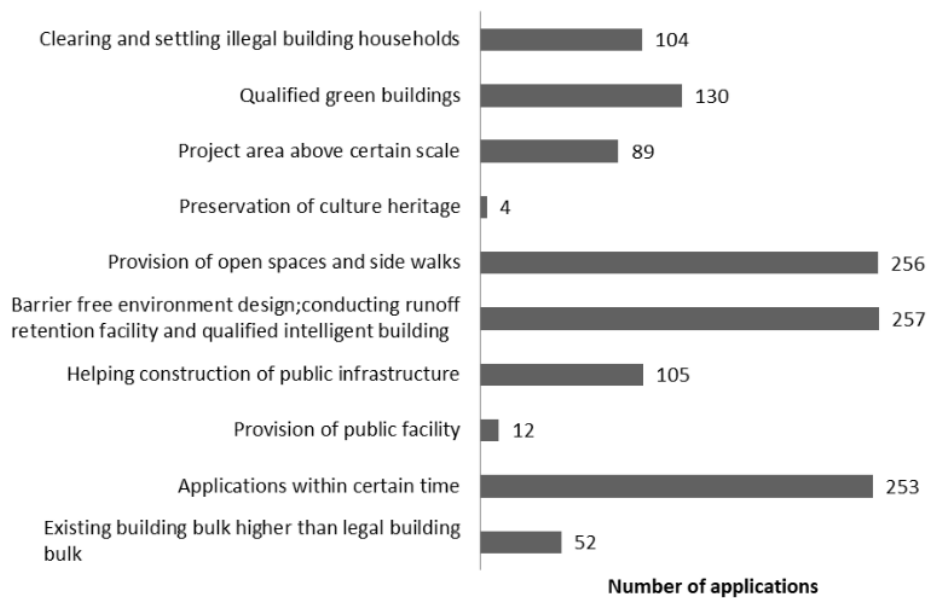 Clearing and settling illegal building households 104
Qualified green buildings 130
Project area above certain scale 89
Preservation of culture heritage 4
Provision of open spaces and side walks 256
Barrier free environment design;conducting runoff
retention facility and qualified intelligent building 257
Helping construction of public infrastructure 105
Provision of public facility 12
Applications within certain time 253
Existing building bulk higher than legal building
bulk 52
Number of applications